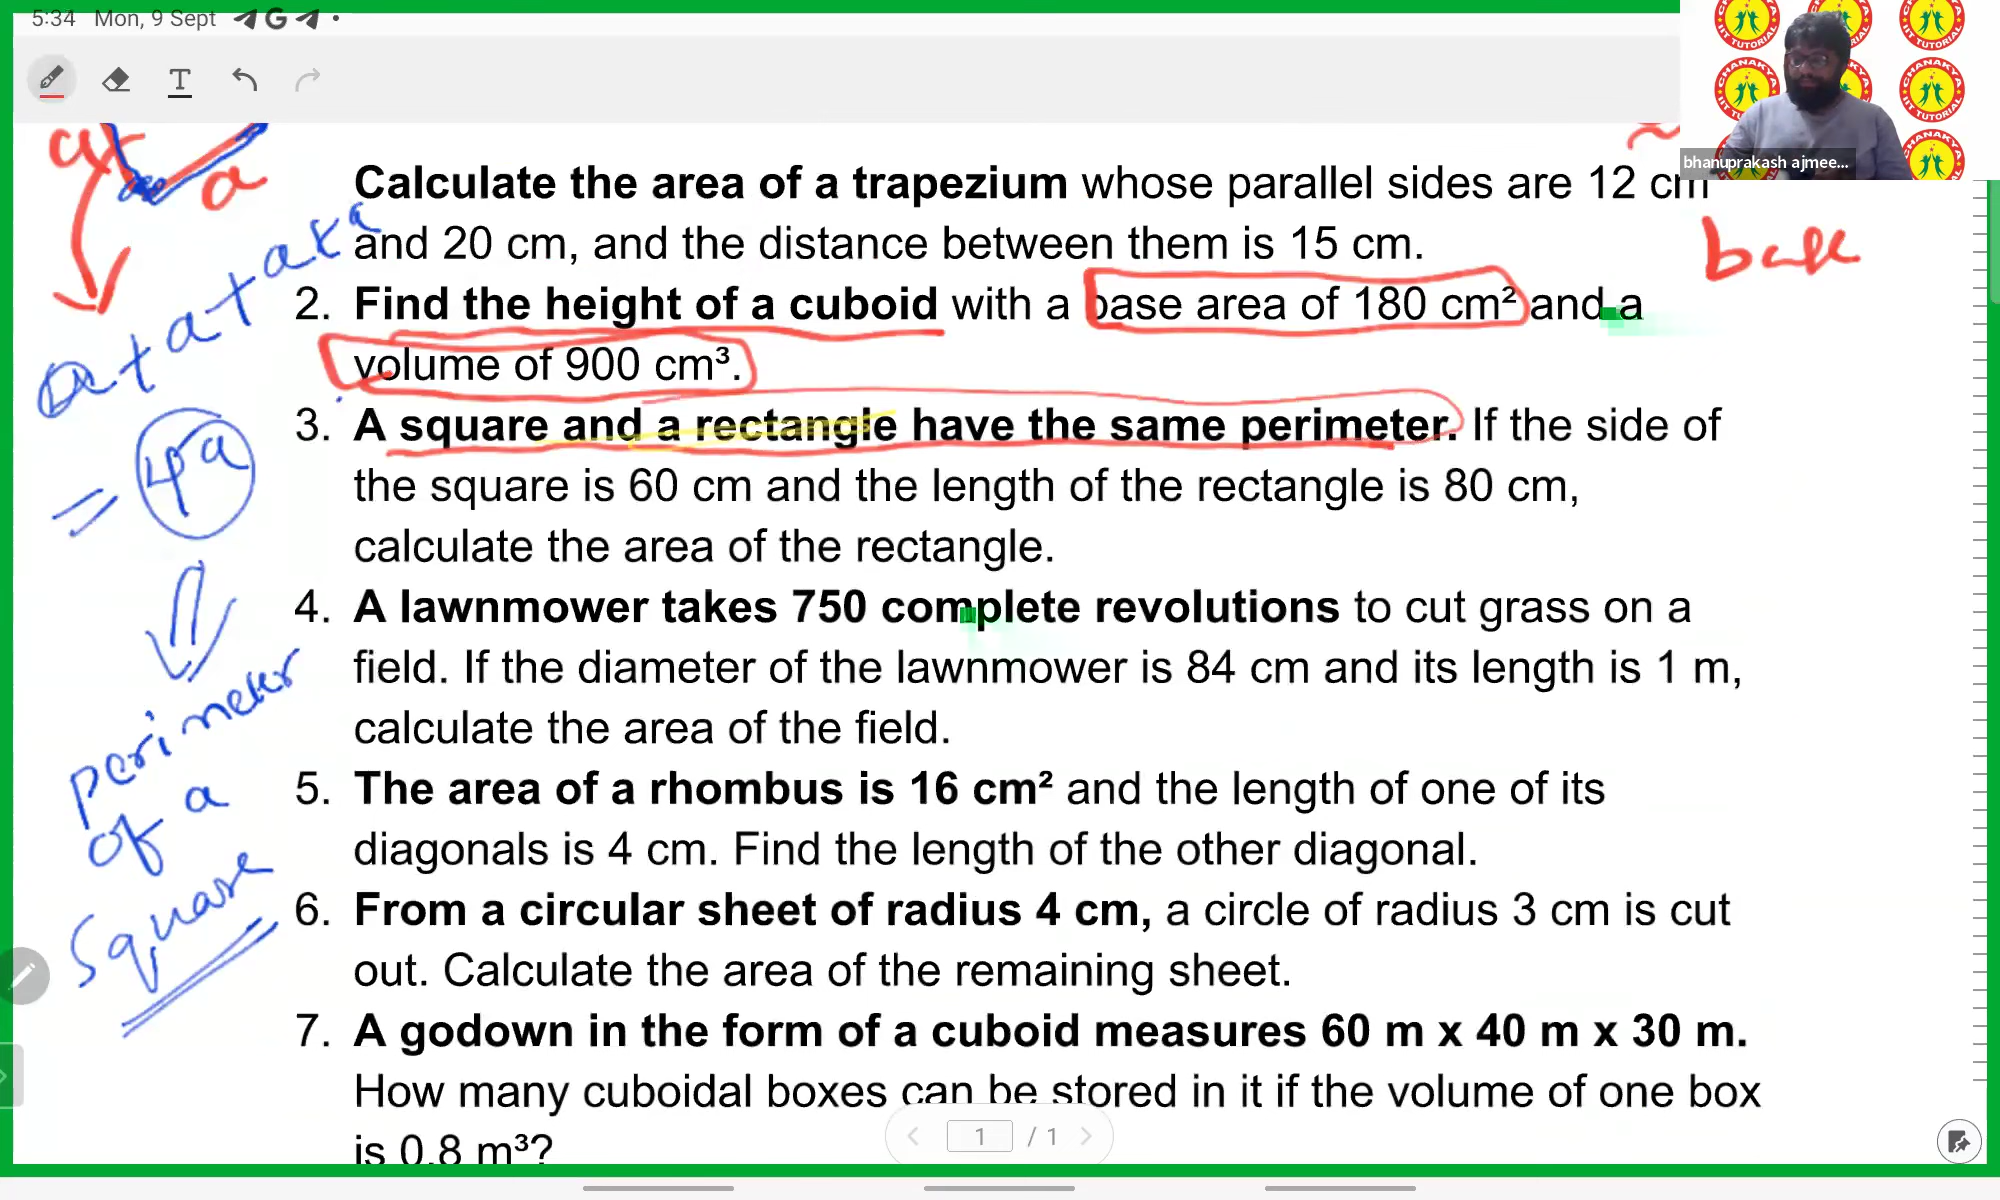 5:34 Mon, 9 Sept
T
CHANAKYA IIT TUTORIAL
bhanuprakash ajmee...
a
a
a+a+a+a
= 4a
perimeter
of a
square
base
Calculate the area of a trapezium whose parallel sides are 12 cm
and 20 cm, and the distance between them is 15 cm.
2. Find the height of a cuboid with a base area of 180 cm² and a
volume of 900 cm³.
3. A square and a rectangle have the same perimeter. If the side of
the square is 60 cm and the length of the rectangle is 80 cm,
calculate the area of the rectangle.
4. A lawnmower takes 750 complete revolutions to cut grass on a
field. If the diameter of the lawnmower is 84 cm and its length is 1 m,
calculate the area of the field.
5. The area of a rhombus is 16 cm² and the length of one of its
diagonals is 4 cm. Find the length of the other diagonal.
6. From a circular sheet of radius 4 cm, a circle of radius 3 cm is cut
out. Calculate the area of the remaining sheet.
7. A godown in the form of a cuboid measures 60 m x 40 m x 30 m.
How many cuboidal boxes can be stored in it if the volume of one box
is 0.8 m³?
1 / 1